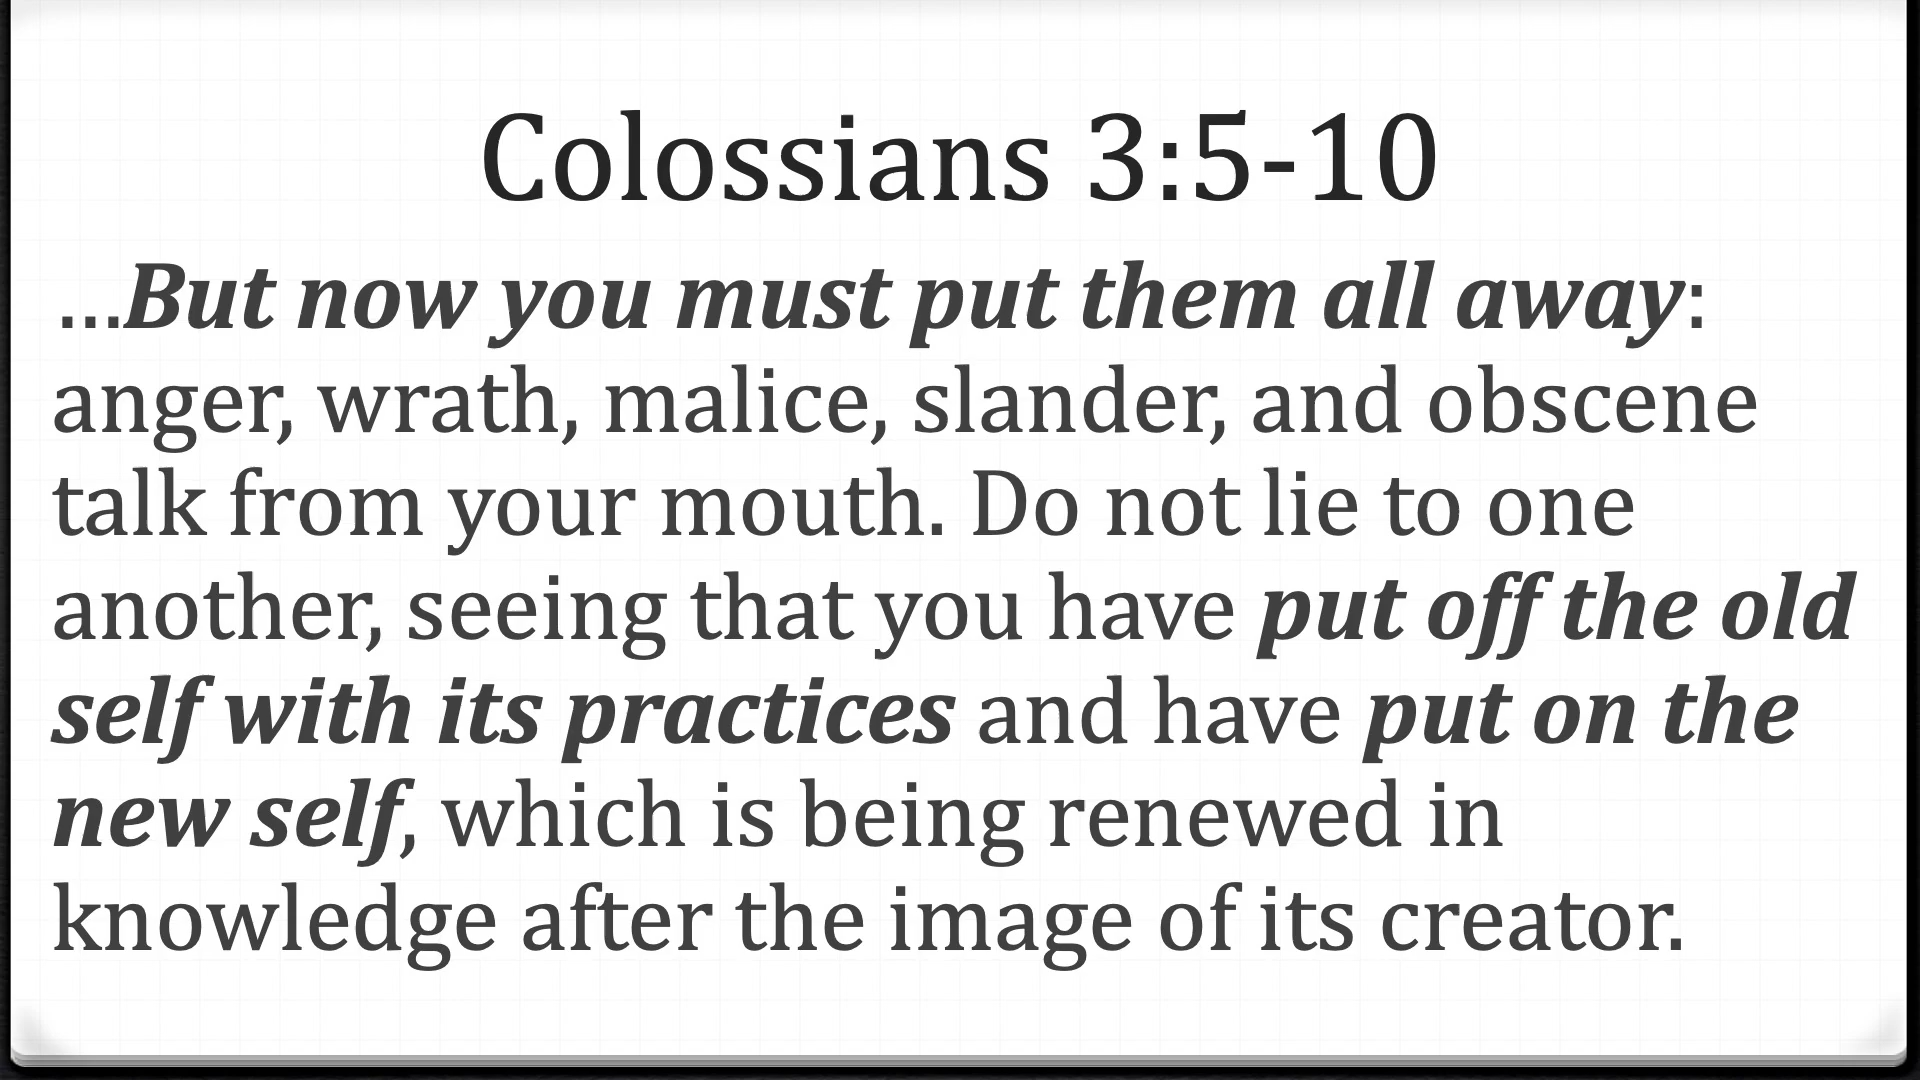 Colossians 3:5-10
...But now you must put them all away:
anger, wrath, malice, slander, and obscene
talk from your mouth. Do not lie to one
another, seeing that you have put off the old
self with its practices and have put on the
new self, which is being renewed in
knowledge after the image of its creator.